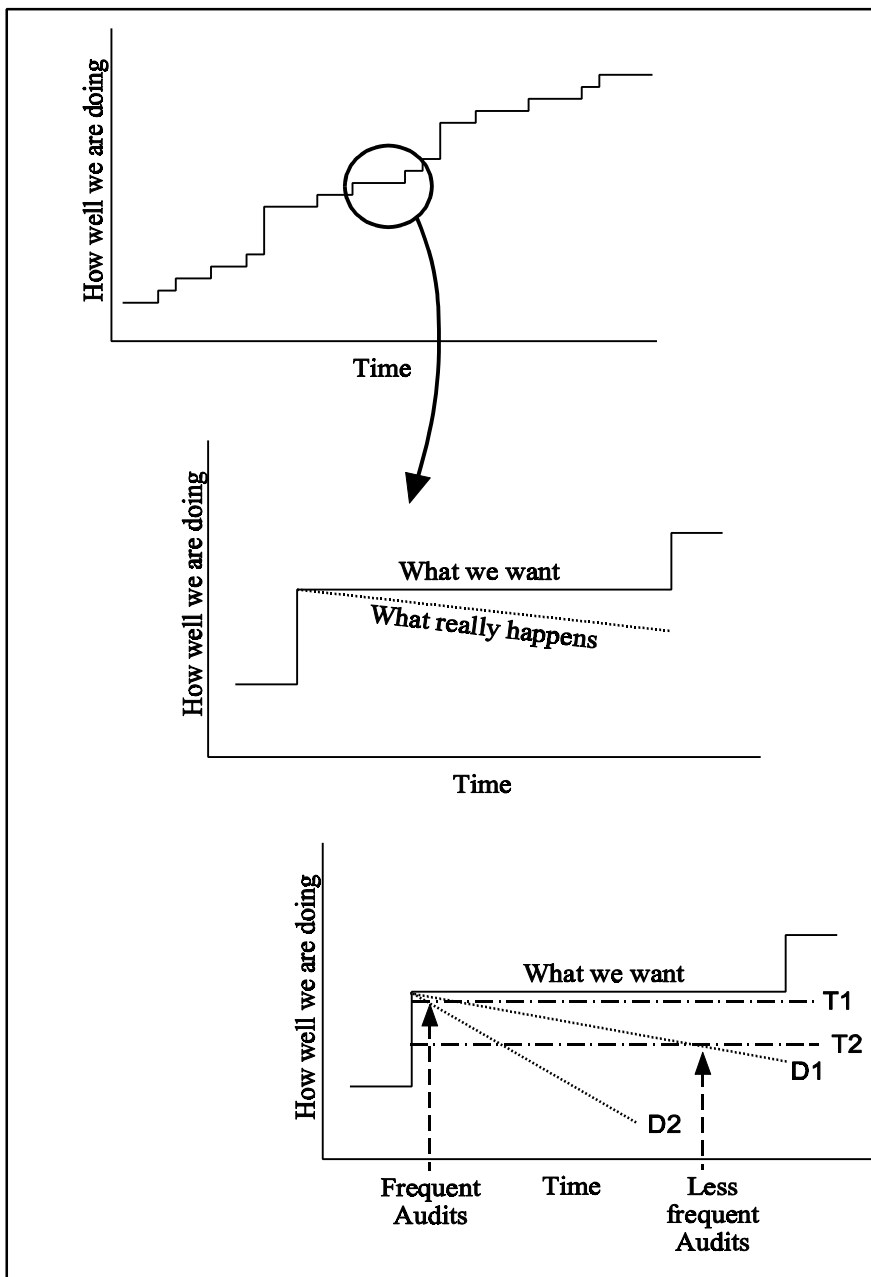 How well we are doing
Time
How well we are doing
What we want
What really happens
Time
How well we are doing
What we want
T1
T2
D1
D2
Frequent
Audits
Time
Less
frequent
Audits